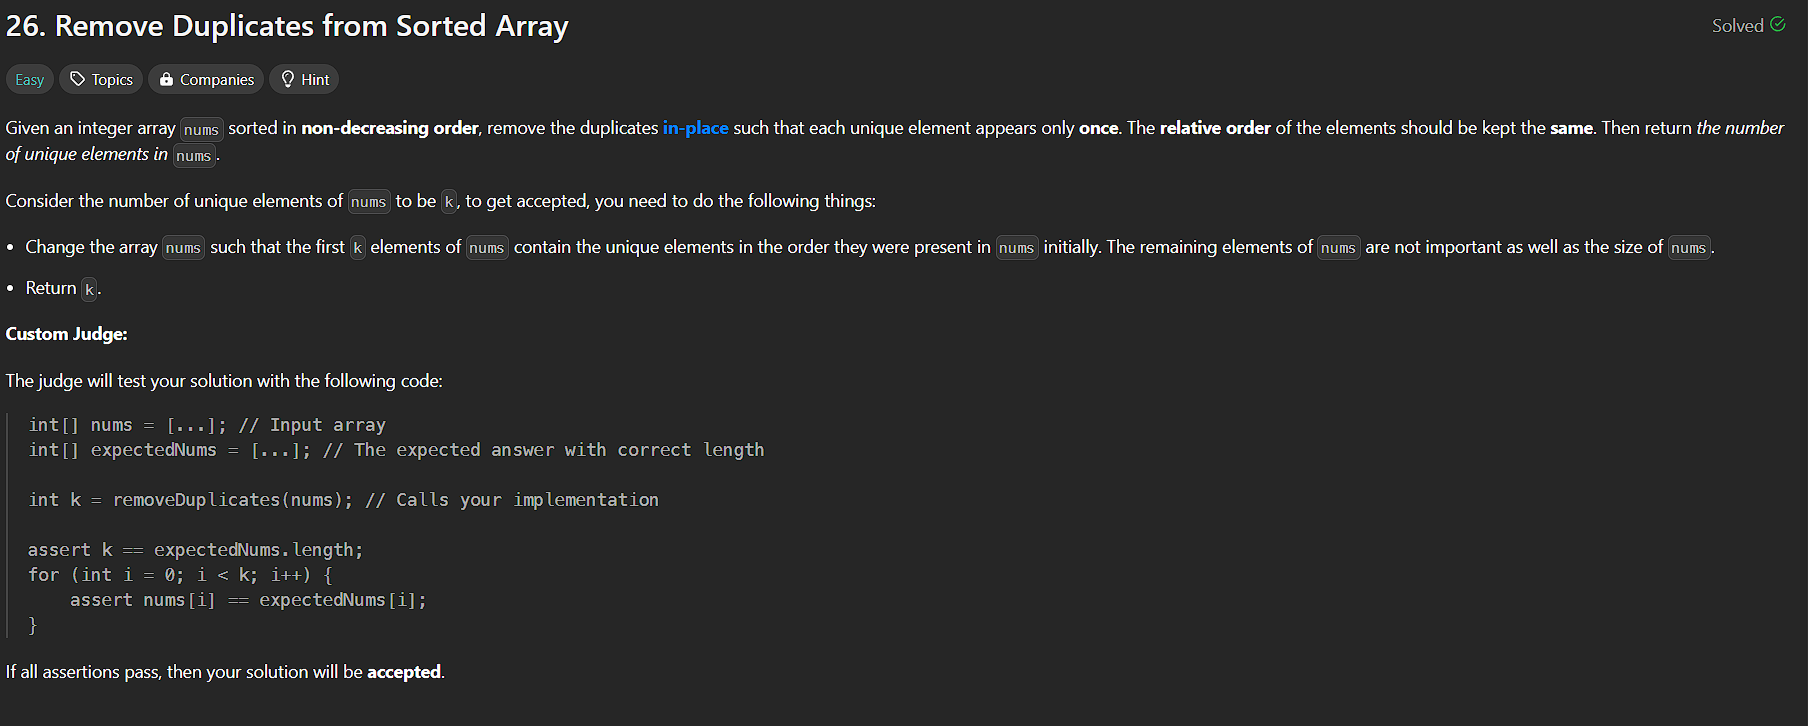 26. Remove Duplicates from Sorted Array
Solved
Easy
Topics
Companies
Hint
Given an integer array nums sorted in non-decreasing order, remove the duplicates in-place such that each unique element appears only once. The relative order of the elements should be kept the same. Then return the number
of unique elements in nums.
Consider the number of unique elements of nums to be k, to get accepted, you need to do the following things:
• Change the array nums such that the first k elements of nums contain the unique elements in the order they were present in nums initially. The remaining elements of nums are not important as well as the size of nums.
• Return k.
Custom Judge:
The judge will test your solution with the following code:
int[] nums = [...]; // Input array
int[] expectedNums = [...]; // The expected answer with correct length
int k = removeDuplicates(nums); // Calls your implementation
assert k == expectedNums.length;
for (int i = 0; i < k; i++) {
    assert nums[i] == expectedNums[i];
}
If all assertions pass, then your solution will be accepted.